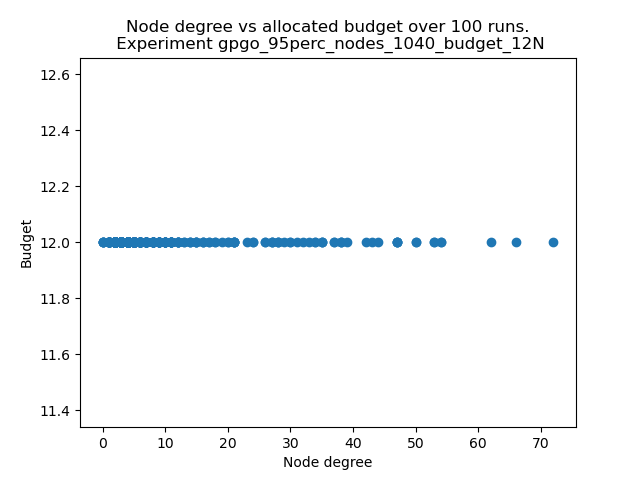 Node degree vs allocated budget over 100 runs.
Experiment gpgo_95perc_nodes_1040_budget_12N
12.6
12.4
12.2
12.0
11.8
11.6
11.4
Budget
0 10 20 30 40 50 60 70
Node degree